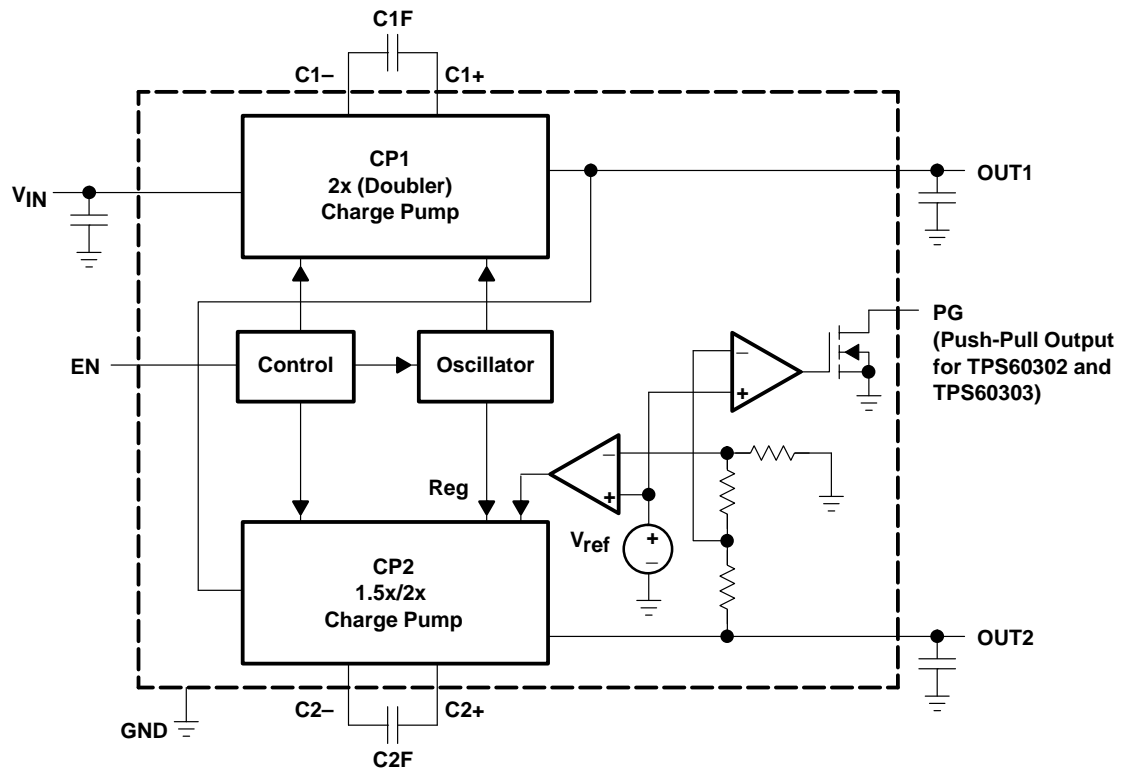 C1F
C1–
C1+
CP1
2x (Doubler)
Charge Pump
VIN
OUT1
EN
Control
Oscillator
PG
(Push-Pull Output
for TPS60302 and
TPS60303)
–
+
–
+
Reg
Vref
+
–
CP2
1.5x/2x
Charge Pump
OUT2
GND
C2–
C2+
C2F